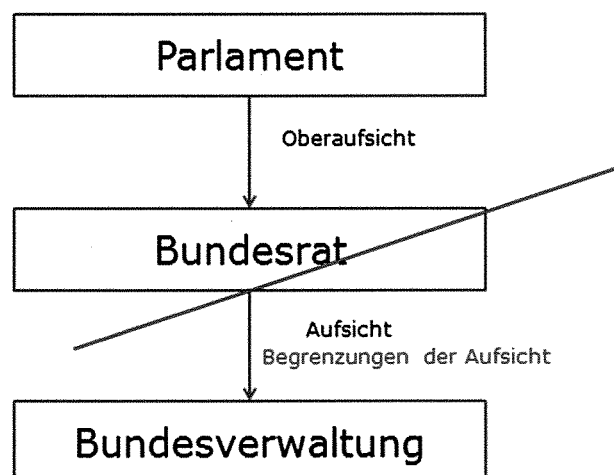 Parlament
Oberaufsicht
Bundesrat
Aufsicht
Begrenzungen der Aufsicht
Bundesverwaltung